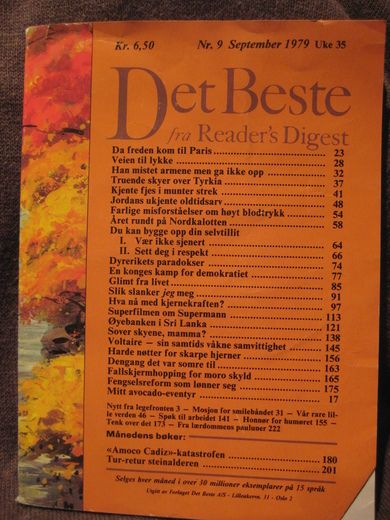 Kr. 6,50 Nr. 9 September 1979 Uke 35
Det Beste
fra Reader's Digest
Da freden kom til Paris 23
Veien til lykke 28
Han mistet armene men ga ikke opp 32
Truende skyer over Tyrkia 37
Kjente fjes i munter strek 41
Jordans ukjente oldtidsarv 48
Farlige misforståelser om høyt blodtrykk 54
Året rundt på Nordkalotten 58
Du kan bygge opp din selvtillit
I. Vær ikke sjenert 64
II. Sett deg i respekt 66
Dyrerikets paradokser 74
En konges kamp for demokratiet 77
Glimt fra livet 85
Slik slanker jeg meg 91
Hva nå med kjernekraften? 97
Superfilmen om Supermann 113
Øyebanken i Sri Lanka 121
Sover skyene, mamma? 138
Voltaire — sin samtids våkne samvittighet 145
Harde nøtter for skarpe hjerner 156
Dengang det var somre til 163
Fallskjermhopping for moro skyld 165
Fengselsreform som lønner seg 175
Mitt avocado-eventyr 17
Nytt fra legefronten 3 — Mosjon for smilebåndet 31 — Vår rare lil-
le verden 46 — Spøk til arbeidet 141 — Honnør for humøret 155 —
Tenk over det 173 — Fra lærdommens pauluner 222
Månedens bøker:
«Amoco Cadiz»-katastrofen 180
Tur-retur steinalderen 201
Selges hver måned i over 30 millioner eksemplarer på 15 språk
Utgitt av Forlaget Det Beste A/S - Lilleakervn. 11 - Oslo 2